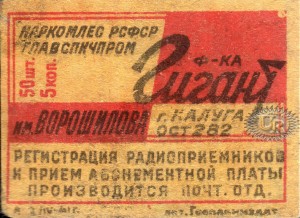 НАРКОМЛЕС РСФСР
ГЛАВСПИЧПРОМ
50 шт.
5 коп.
Ф-КА
Гигант
им. ВОРОШИЛОВА
г. КАЛУГА
ОСТ 282
РЕГИСТРАЦИЯ РАДИОПРИЕМНИКОВ
И ПРИЕМ АБОНЕМЕНТНОЙ ПЛАТЫ
ПРОИЗВОДИТСЯ ПОЧТ. ОТД.